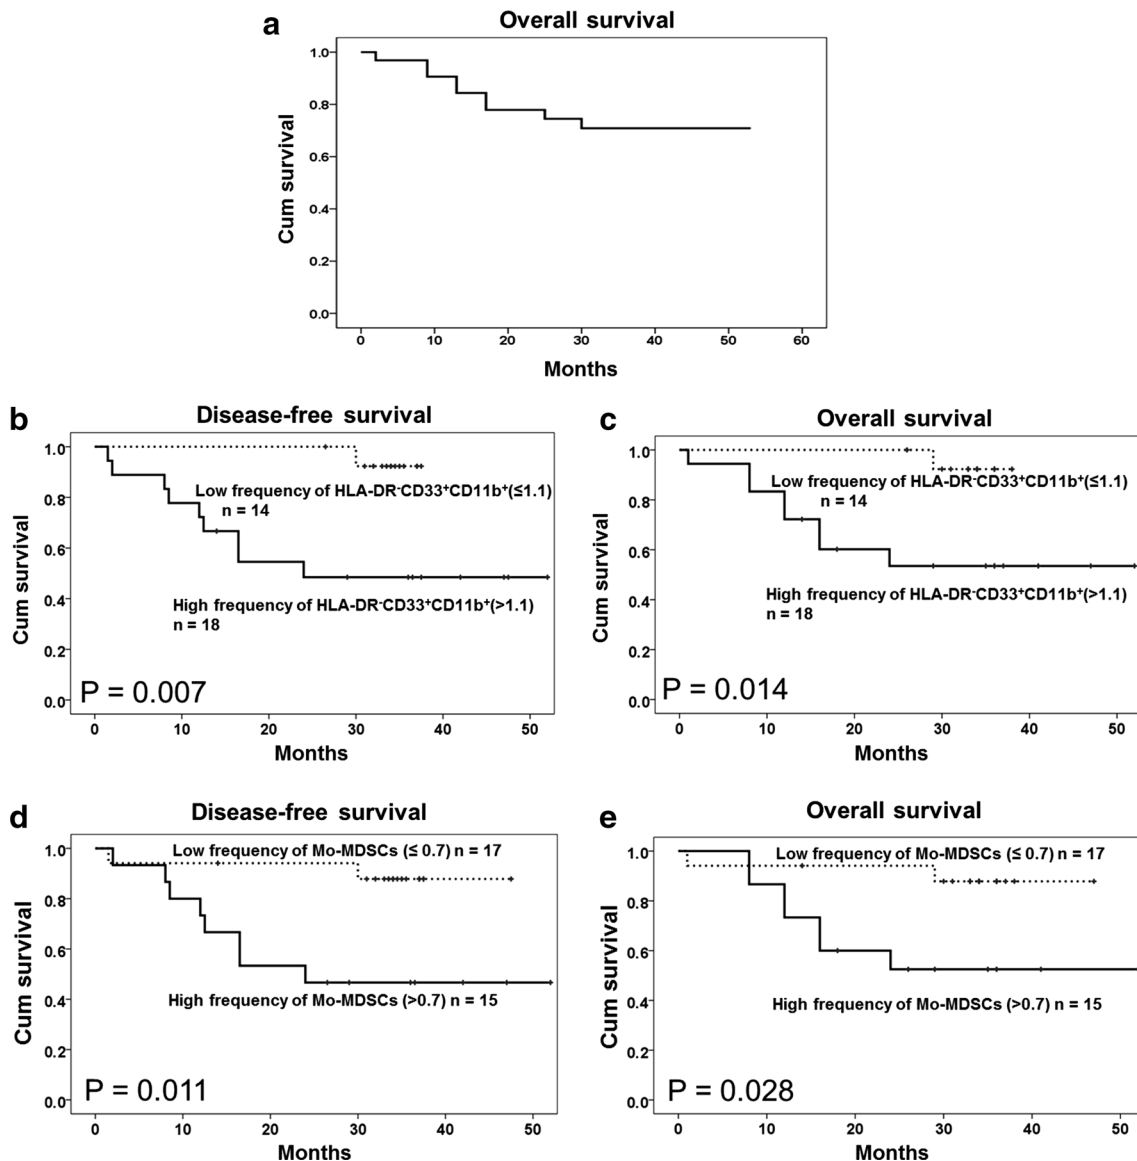 a
Overall survival
Cum survival
1.0
0.8
0.6
0.4
0.2
0.0
0 10 20 30 40 50 60
Months
b
Disease-free survival
Cum survival
1.0
0.8
0.6
0.4
0.2
0.0
Low frequency of HLA-DR⁻CD33⁺CD11b⁺(≤1.1)
n = 14
High frequency of HLA-DR⁻CD33⁺CD11b⁺(>1.1)
n = 18
P = 0.007
0 10 20 30 40 50
Months
c
Overall survival
Cum survival
1.0
0.8
0.6
0.4
0.2
0.0
Low frequency of HLA-DR⁻CD33⁺CD11b⁺(≤1.1)
n = 14
High frequency of HLA-DR⁻CD33⁺CD11b⁺(>1.1)
n = 18
P = 0.014
0 10 20 30 40 50
Months
d
Disease-free survival
Cum survival
1.0
0.8
0.6
0.4
0.2
0.0
Low frequency of Mo-MDSCs (≤ 0.7) n = 17
High frequency of Mo-MDSCs (>0.7) n = 15
P = 0.011
0 10 20 30 40 50
Months
e
Overall survival
Cum survival
1.0
0.8
0.6
0.4
0.2
0.0
Low frequency of Mo-MDSCs (≤ 0.7) n = 17
High frequency of Mo-MDSCs (>0.7) n = 15
P = 0.028
0 10 20 30 40 50
Months